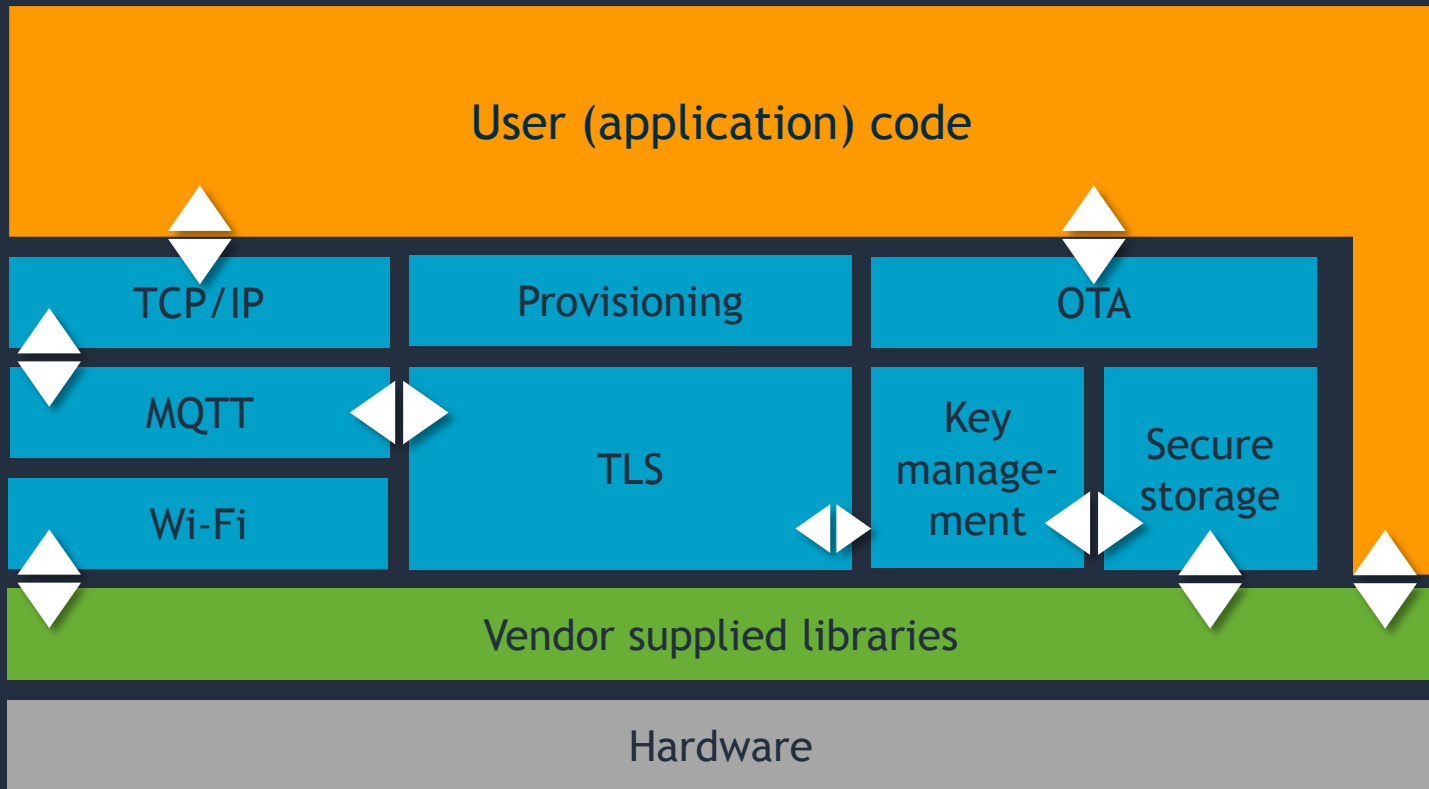 User (application) code
TCP/IP
Provisioning
OTA
MQTT
TLS
Key
manage-
ment
Secure
storage
Wi-Fi
Vendor supplied libraries
Hardware